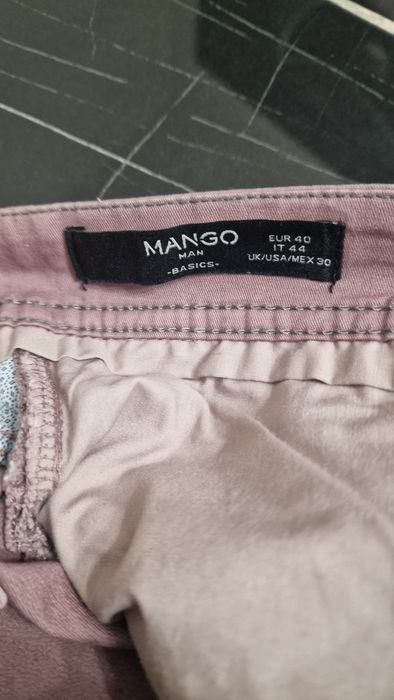 MANGO
MAN
-BASICS-
EUR 40
IT 44
UK/USA/MEX 30